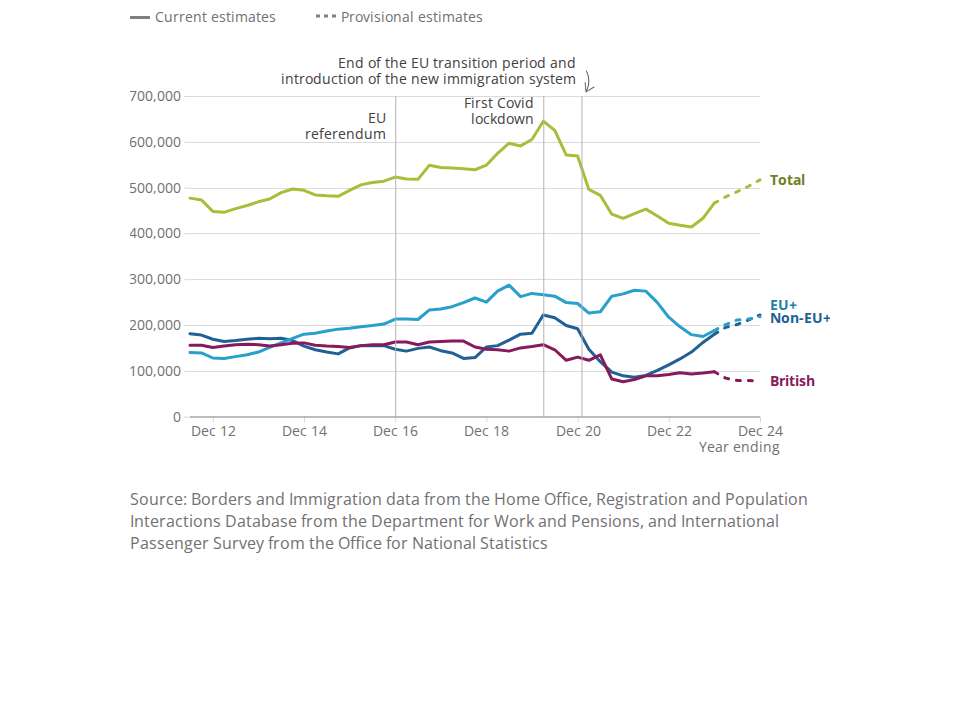 Current estimates
Provisional estimates
End of the EU transition period and
introduction of the new immigration system
700,000
First Covid
lockdown
EU
referendum
600,000
500,000
Total
400,000
300,000
EU+
Non-EU+
200,000
100,000
British
0
Dec 12
Dec 14
Dec 16
Dec 18
Dec 20
Dec 22
Dec 24
Year ending
Source: Borders and Immigration data from the Home Office, Registration and Population
Interactions Database from the Department for Work and Pensions, and International
Passenger Survey from the Office for National Statistics